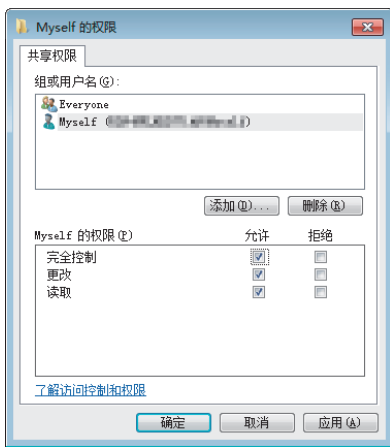 Myself 的权限
共享权限
组或用户名(G):
Everyone
Myself (
添加(D)... 删除(R)
Myself 的权限(P) 允许 拒绝
完全控制
更改
读取
了解访问控制和权限
确定 取消 应用(A)